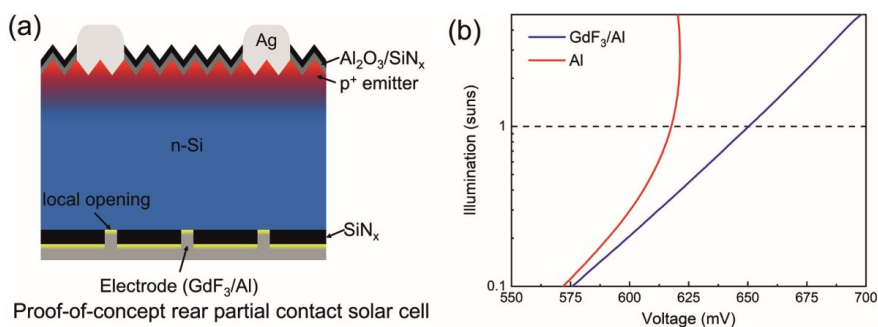 (a)
Ag
Al₂O₃/SiNₓ
p⁺ emitter
n-Si
local opening
SiNₓ
Electrode (GdF₃/Al)
Proof-of-concept rear partial contact solar cell
(b)
GdF₃/Al
Al
Illumination (suns)
1
0.1
550 575 600 625 650 675 700
Voltage (mV)